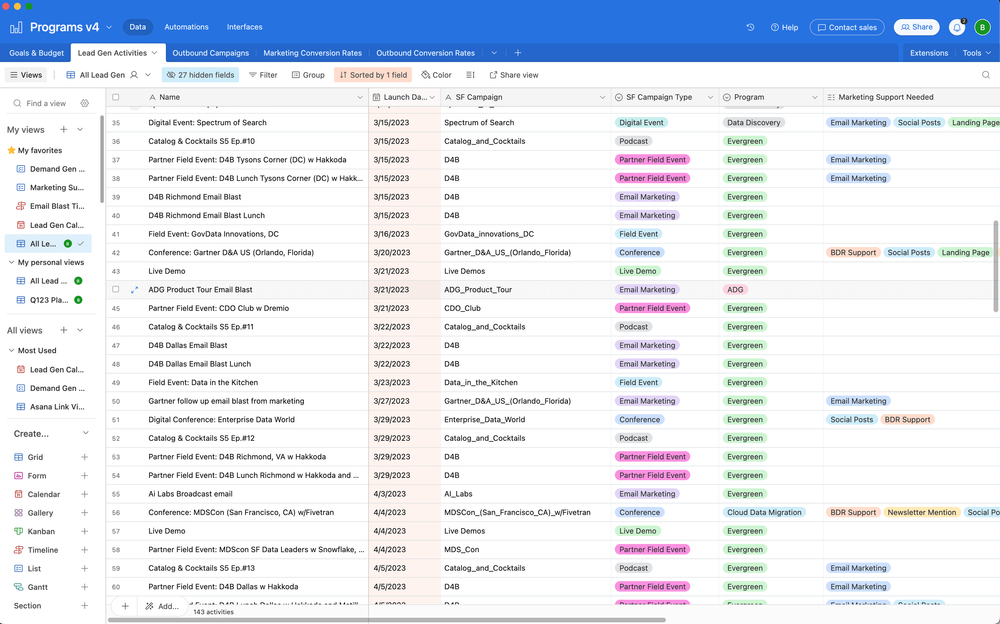 Programs v4
Data
Automations
Interfaces
Help
Contact sales
Share
2
B
Goals & Budget
Lead Gen Activities
Outbound Campaigns
Marketing Conversion Rates
Outbound Conversion Rates
Extensions
Tools
Views
All Lead Gen
27 hidden fields
Filter
Group
Sorted by 1 field
Color
Share view
Find a view
My views
My favorites
Demand Gen ...
Marketing Su...
Email Blast Ti...
Lead Gen Cal...
All Le...
My personal views
All Lead ...
Q123 Pla...
All views
Most Used
Lead Gen Cal...
Demand Gen ...
Asana Link Vi...
Create...
Grid
Form
Calendar
Gallery
Kanban
Timeline
List
Gantt
Section
Name Launch Da... SF Campaign SF Campaign Type Program Marketing Support Needed
35 Digital Event: Spectrum of Search 3/15/2023 Spectrum of Search Digital Event Data Discovery Email Marketing Social Posts Landing Page
36 Catalog & Cocktails S5 Ep.#10 3/15/2023 Catalog_and_Cocktails Podcast Evergreen
37 Partner Field Event: D4B Tysons Corner (DC) w Hakkoda 3/15/2023 D4B Partner Field Event Evergreen Email Marketing
38 Partner Field Event: D4B Lunch Tysons Corner (DC) w Hakk... 3/15/2023 D4B Partner Field Event Evergreen Email Marketing
39 D4B Richmond Email Blast 3/15/2023 D4B Email Marketing Evergreen
40 D4B Richmond Email Blast Lunch 3/15/2023 D4B Email Marketing Evergreen
41 Field Event: GovData Innovations, DC 3/16/2023 GovData_innovations_DC Field Event Evergreen
42 Conference: Gartner D&A US (Orlando, Florida) 3/20/2023 Gartner_D&A_US_(Orlando_Florida) Conference Evergreen BDR Support Social Posts Landing Page
43 Live Demo 3/21/2023 Live Demos Live Demo Evergreen
ADG Product Tour Email Blast 3/21/2023 ADG_Product_Tour Email Marketing ADG
45 Partner Field Event: CDO Club w Dremio 3/21/2023 CDO_Club Partner Field Event Evergreen
46 Catalog & Cocktails S5 Ep.#11 3/22/2023 Catalog_and_Cocktails Podcast Evergreen
47 D4B Dallas Email Blast 3/22/2023 D4B Email Marketing Evergreen
48 D4B Dallas Email Blast Lunch 3/22/2023 D4B Email Marketing Evergreen
49 Field Event: Data in the Kitchen 3/23/2023 Data_in_the_Kitchen Field Event Evergreen
50 Gartner follow up email blast from marketing 3/27/2023 Gartner_D&A_US_(Orlando_Florida) Email Marketing Evergreen Email Marketing
51 Digital Conference: Enterprise Data World 3/29/2023 Enterprise_Data_World Conference Evergreen Social Posts BDR Support
52 Catalog & Cocktails S5 Ep.#12 3/29/2023 Catalog_and_Cocktails Podcast Evergreen
53 Partner Field Event: D4B Richmond, VA w Hakkoda 3/29/2023 D4B Partner Field Event Evergreen
54 Partner Field Event: D4B Lunch Richmond w Hakkoda and ... 3/29/2023 D4B Partner Field Event Evergreen
55 Ai Labs Broadcast email 4/3/2023 AI_Labs Email Marketing Evergreen
56 Conference: MDSCon (San Francisco, CA) w/Fivetran 4/4/2023 MDSCon_(San Francisco_CA)_w/Fivetran Conference Cloud Data Migration BDR Support Newsletter Mention Social Po
57 Live Demo 4/4/2023 Live Demos Live Demo Evergreen
58 Partner Field Event: MDScon SF Data Leaders w Snowflake, ... 4/4/2023 MDS_Con Partner Field Event Evergreen
59 Catalog & Cocktails S5 Ep.#13 4/5/2023 Catalog_and_Cocktails Podcast Evergreen Email Marketing
60 Partner Field Event: D4B Dallas w Hakkoda 4/5/2023 D4B Partner Field Event Evergreen Email Marketing
Add...
143 activities